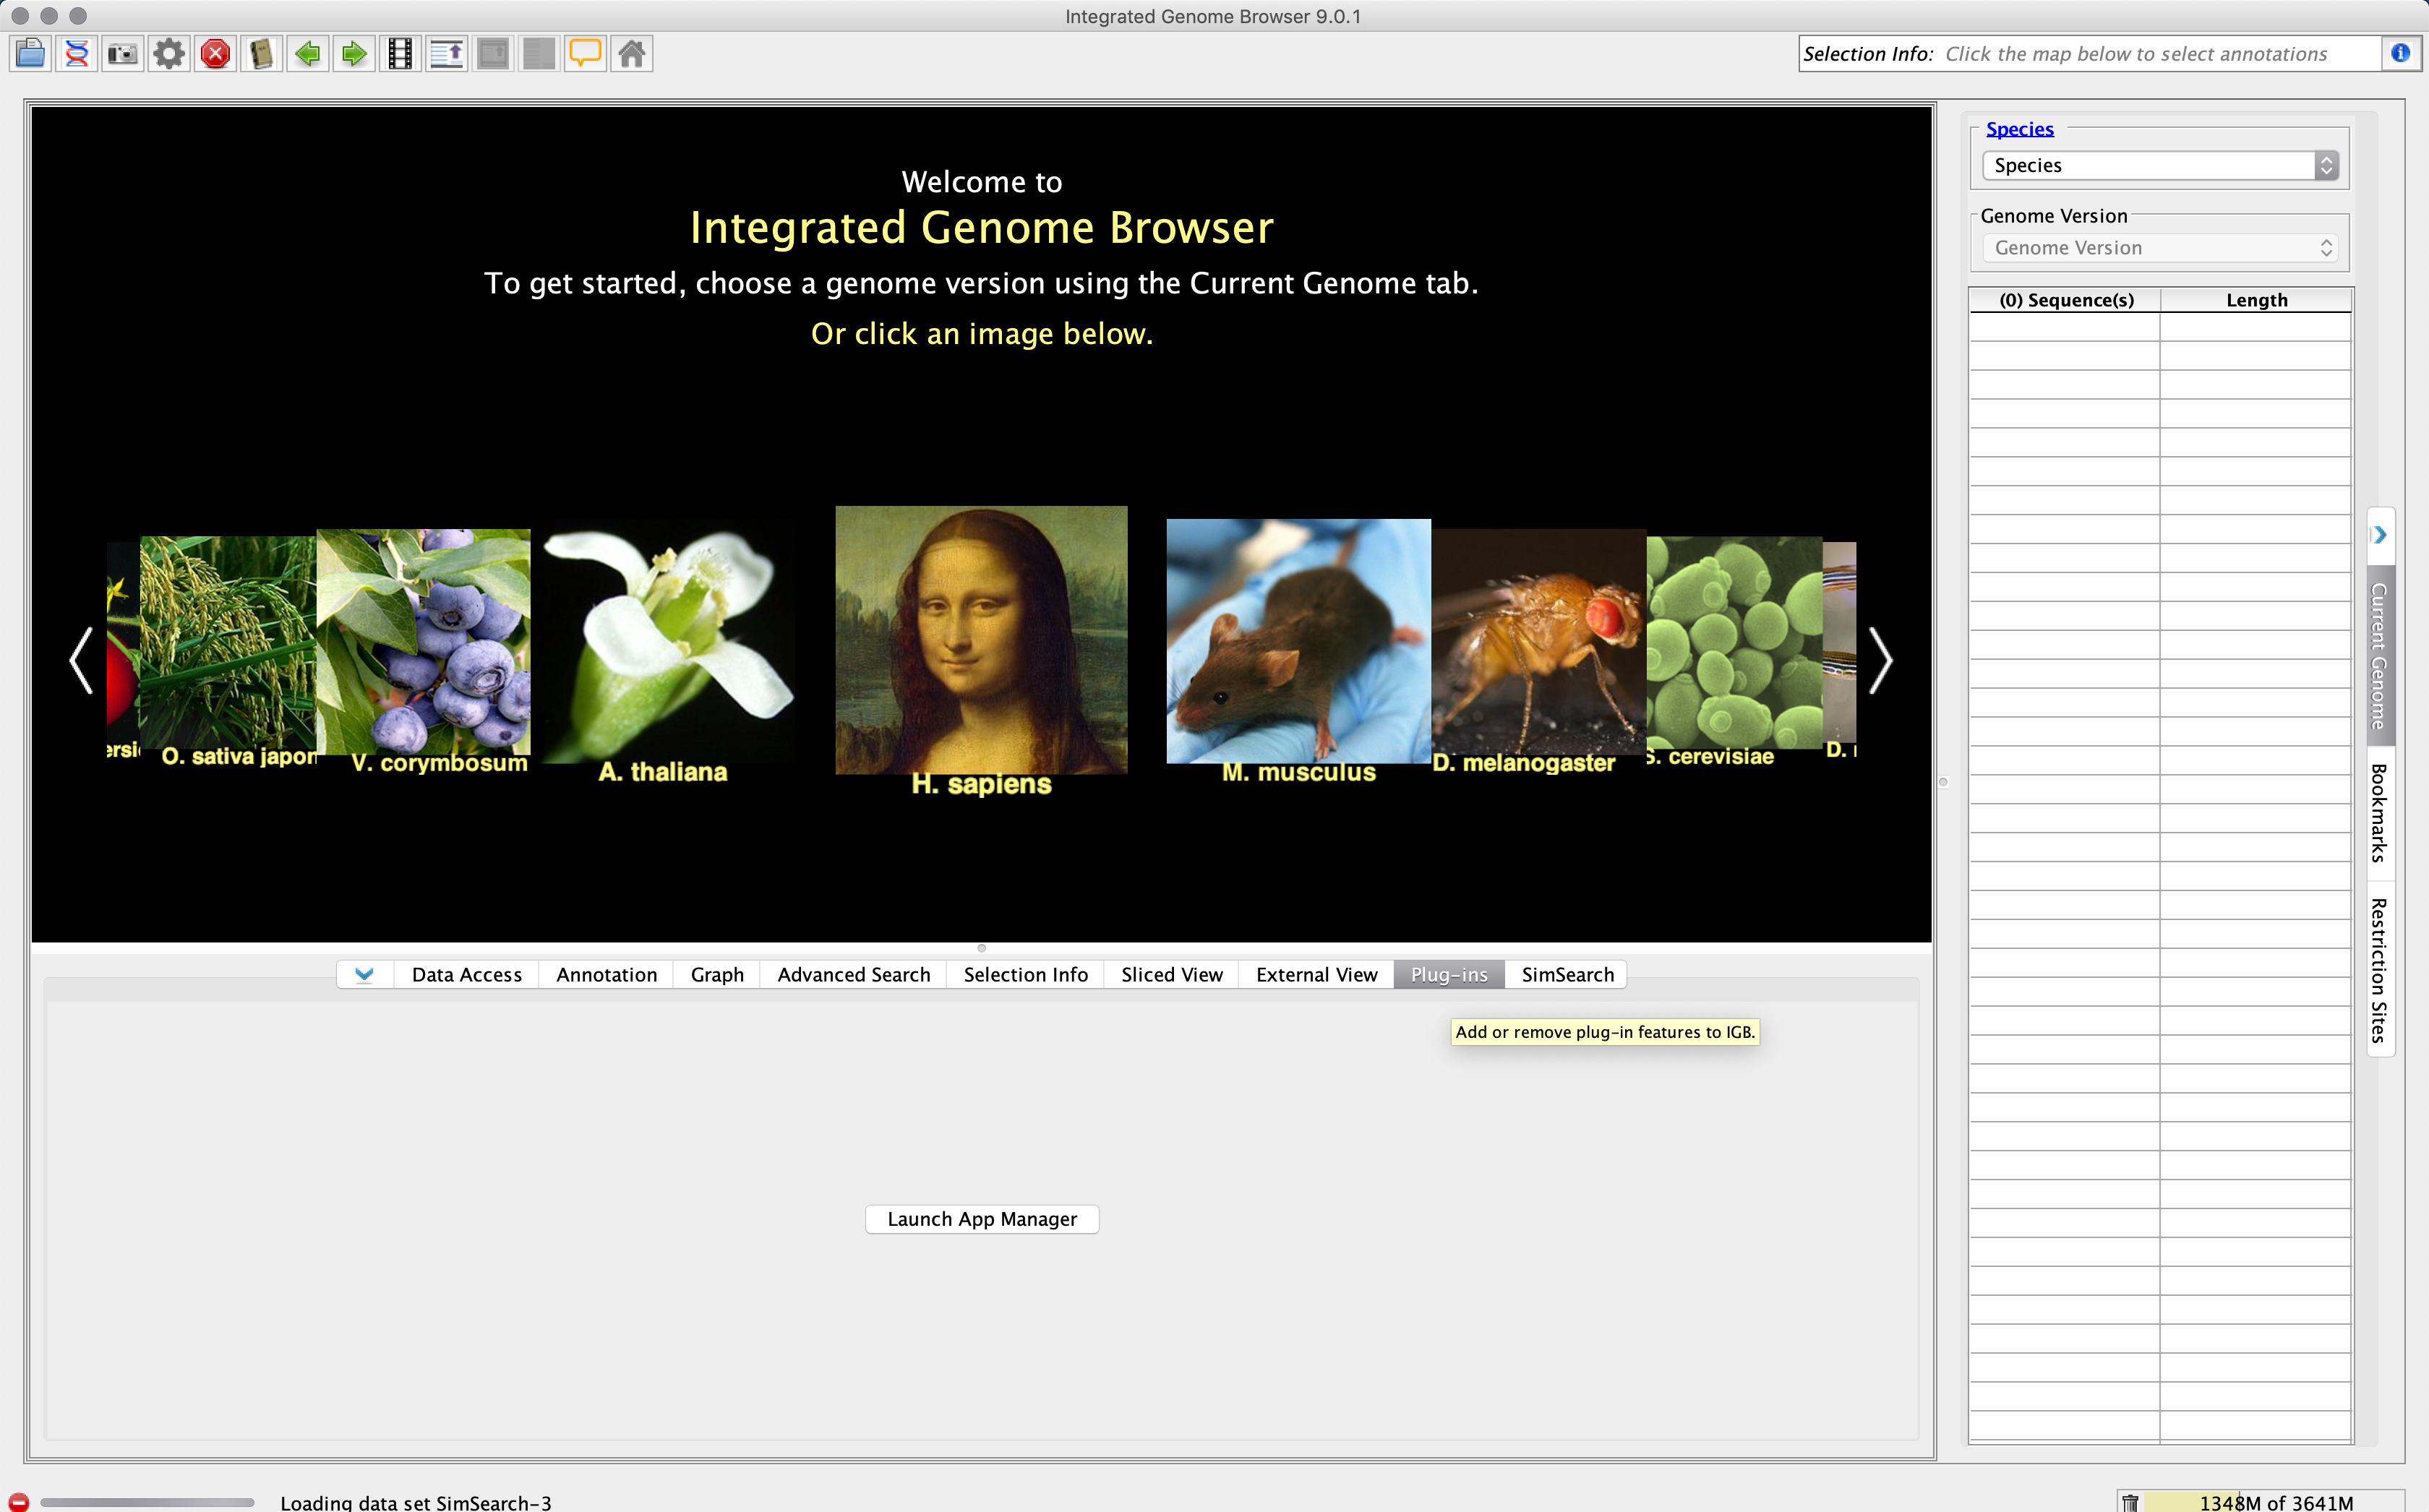 Integrated Genome Browser 9.0.1
Selection Info: Click the map below to select annotations
Welcome to
Integrated Genome Browser
To get started, choose a genome version using the Current Genome tab.
Or click an image below.
O. sativa japon
V. corymbosum
A. thaliana
H. sapiens
M. musculus
D. melanogaster
S. cerevisiae
D.
Species
Species
Genome Version
Genome Version
(0) Sequence(s) Length
Current Genome
Bookmarks
Restriction Sites
Data Access Annotation Graph Advanced Search Selection Info Sliced View External View Plug-ins SimSearch
Add or remove plug-in features to IGB.
Launch App Manager
Loading data set SimSearch-3
1348M of 3641M